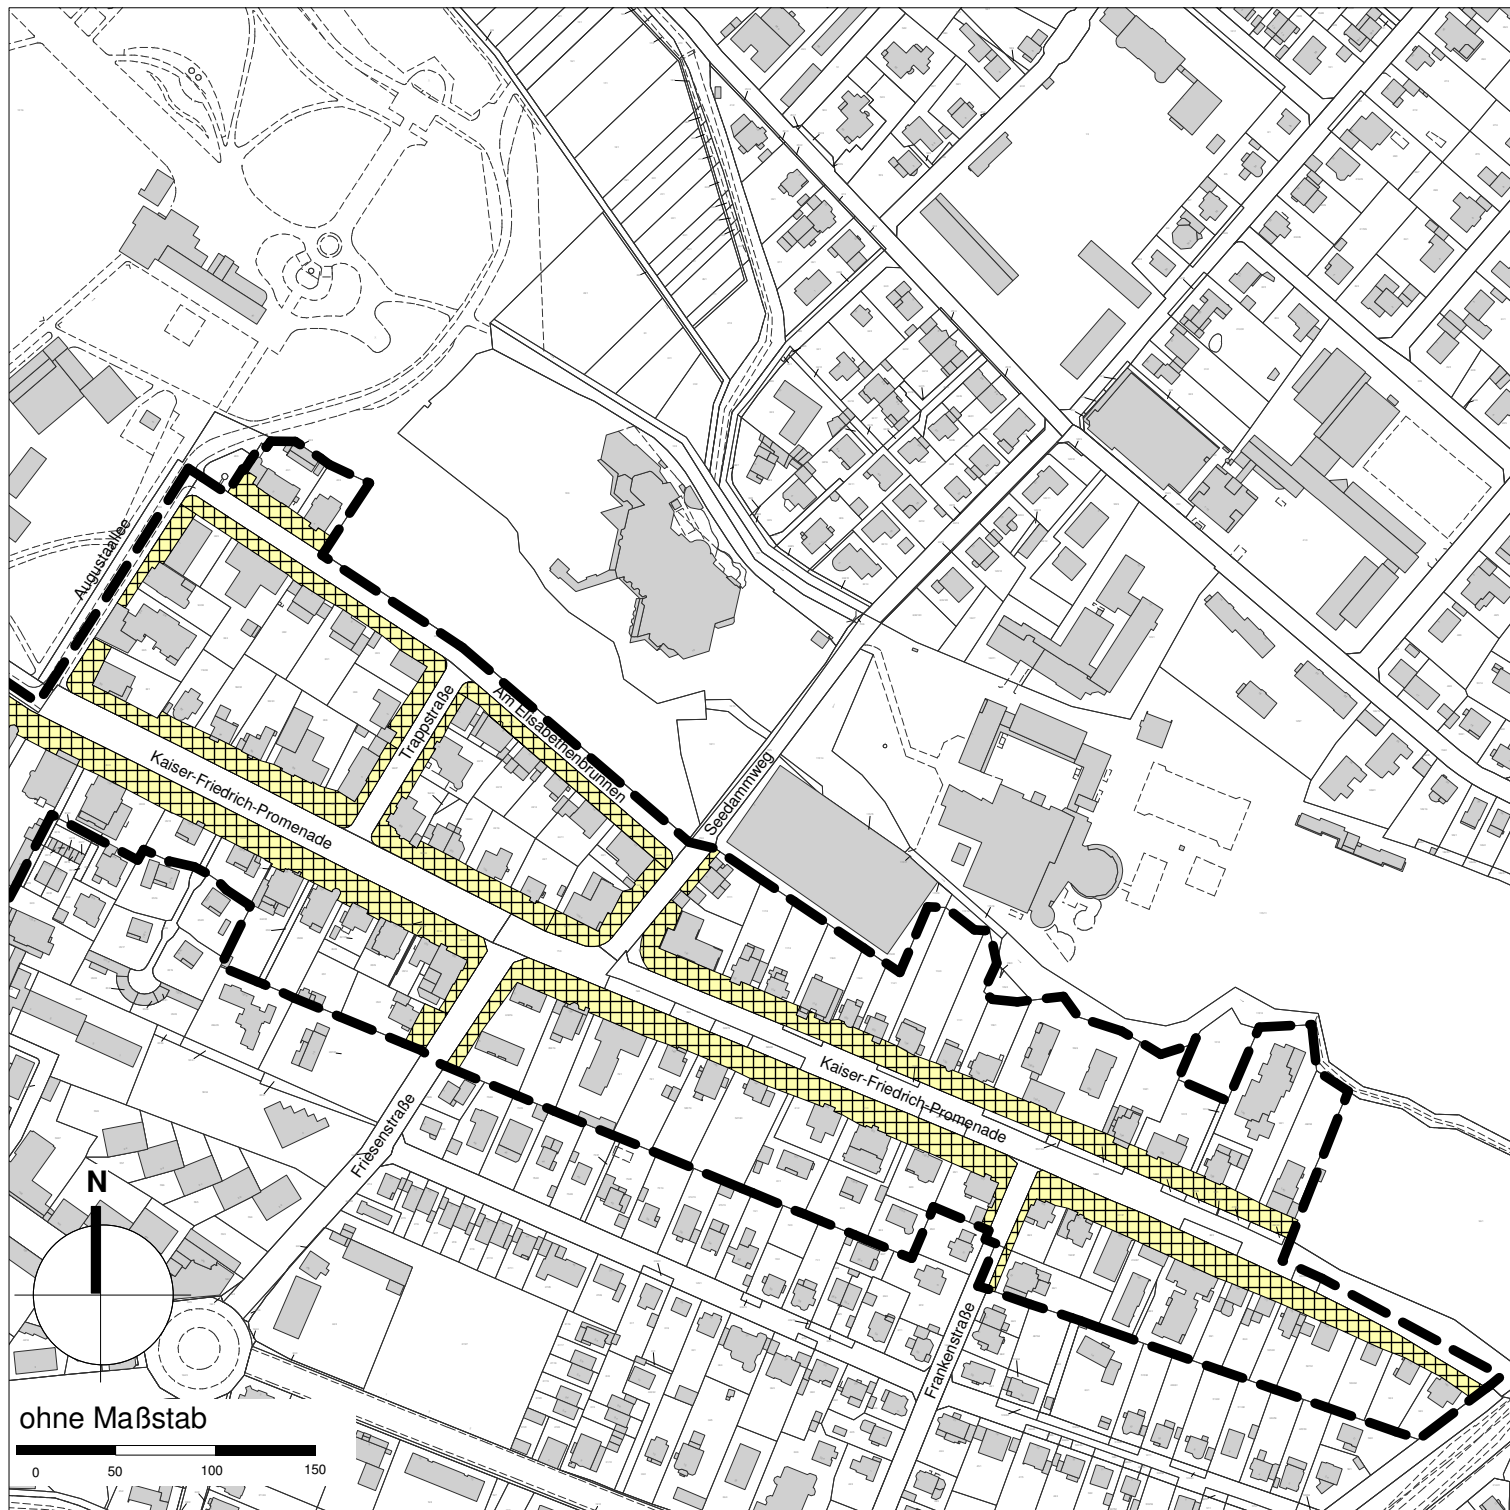 Augustaallee
Trappstraße
Am Elisabethenbrunnen
Kaiser-Friedrich-Promenade
Seedammweg
Kaiser-Friedrich-Promenade
Friesenstraße
Frankenstraße
N
ohne Maßstab
0 50 100 150